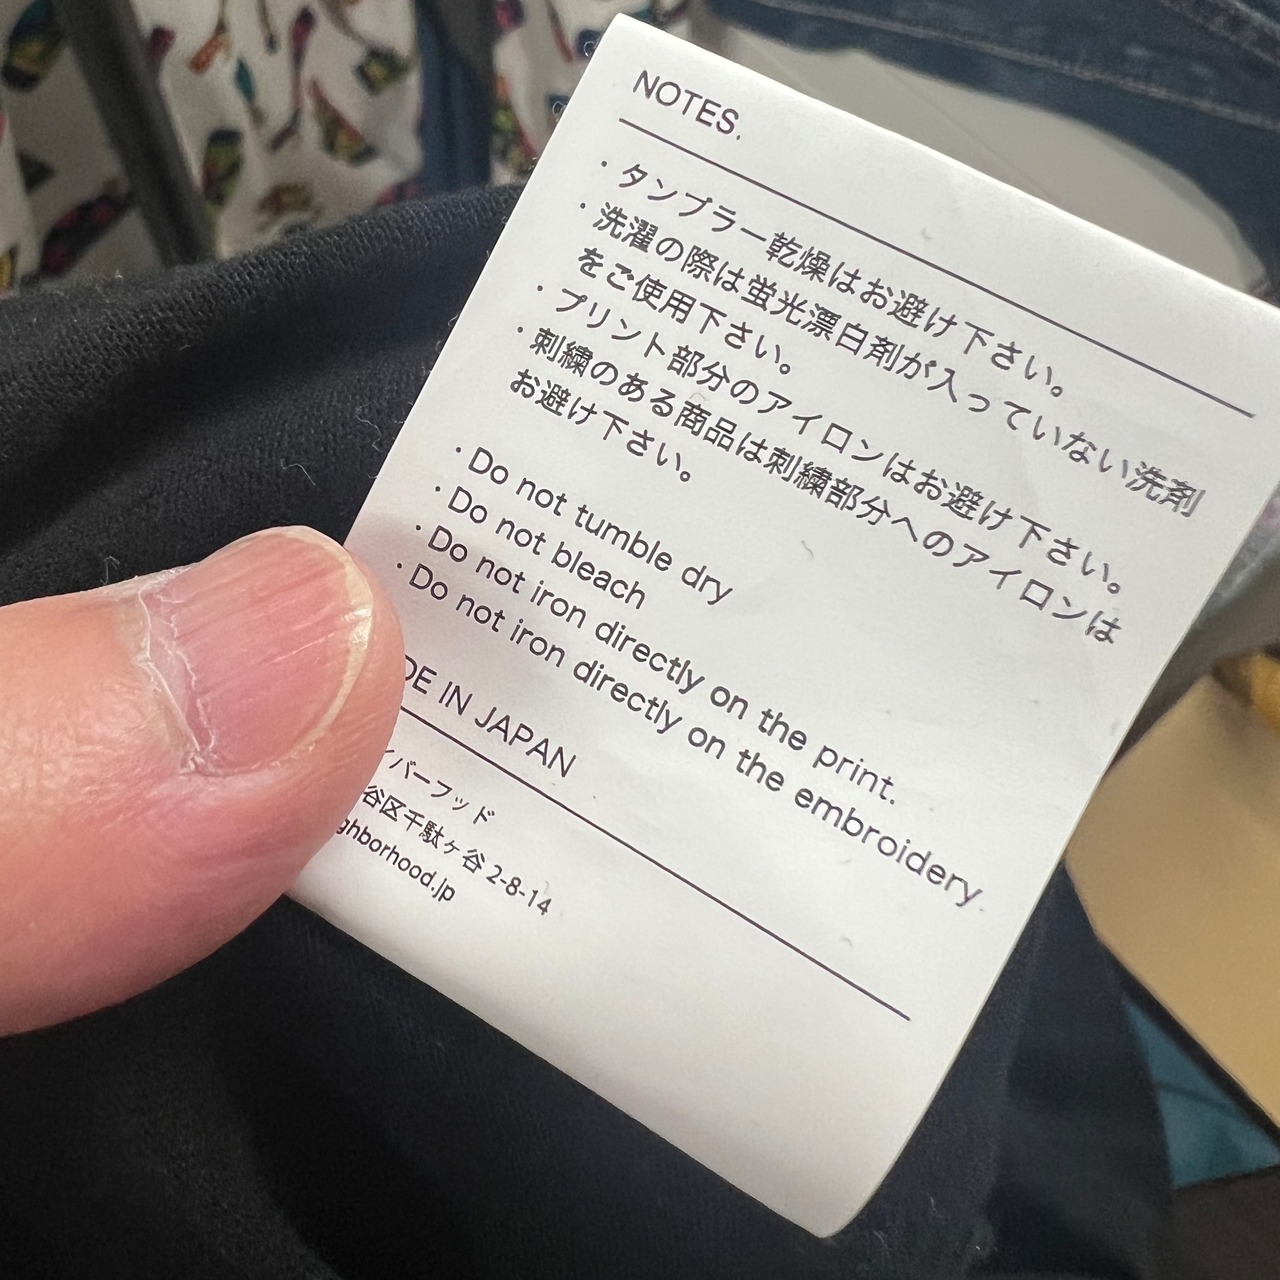 NOTES.
・タンブラー乾燥はお避け下さい。
・洗濯の際は蛍光漂白剤が入っていない洗剤
をご使用下さい。
・プリント部分のアイロンはお避け下さい。
・刺繍のある商品は刺繍部分へのアイロンは
お避け下さい。
・Do not tumble dry
・Do not bleach
・Do not iron directly on the print.
・Do not iron directly on the embroidery.
DE IN JAPAN
バーフッド
谷区千駄ヶ谷 2-8-14
ghborhood.jp